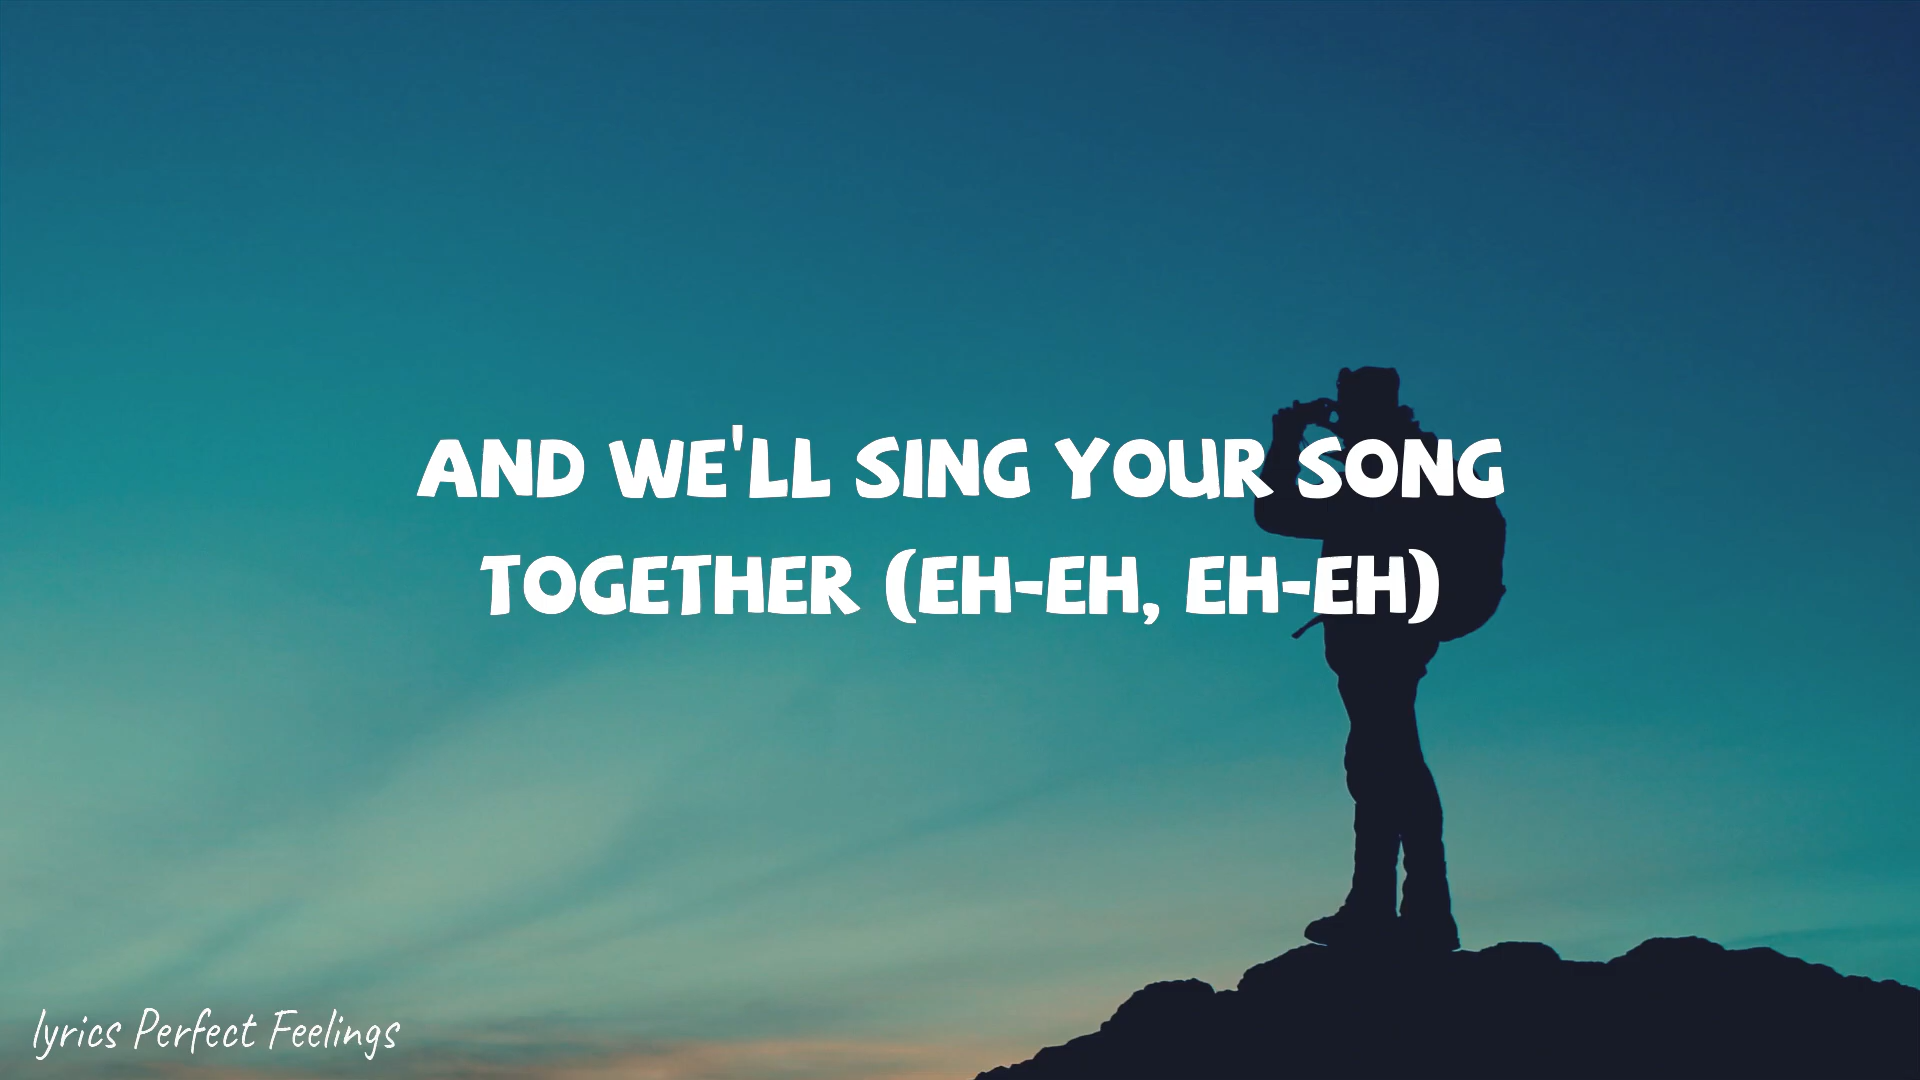 AND WE'LL SING YOUR SONG
TOGETHER (EH-EH, EH-EH)
lyrics Perfect Feelings